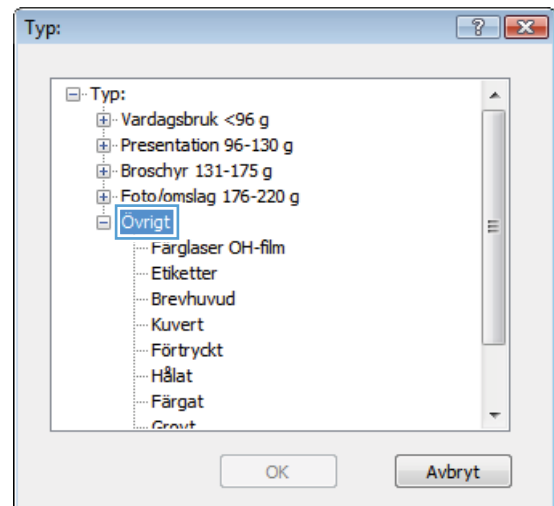 Typ:
Typ:
Vardagsbruk <96 g
Presentation 96-130 g
Broschyr 131-175 g
Foto/omslag 176-220 g
Övrigt
Färglaser OH-film
Etiketter
Brevhuvud
Kuvert
Förtryckt
Hålat
Färgat
Grovt
OK
Avbryt